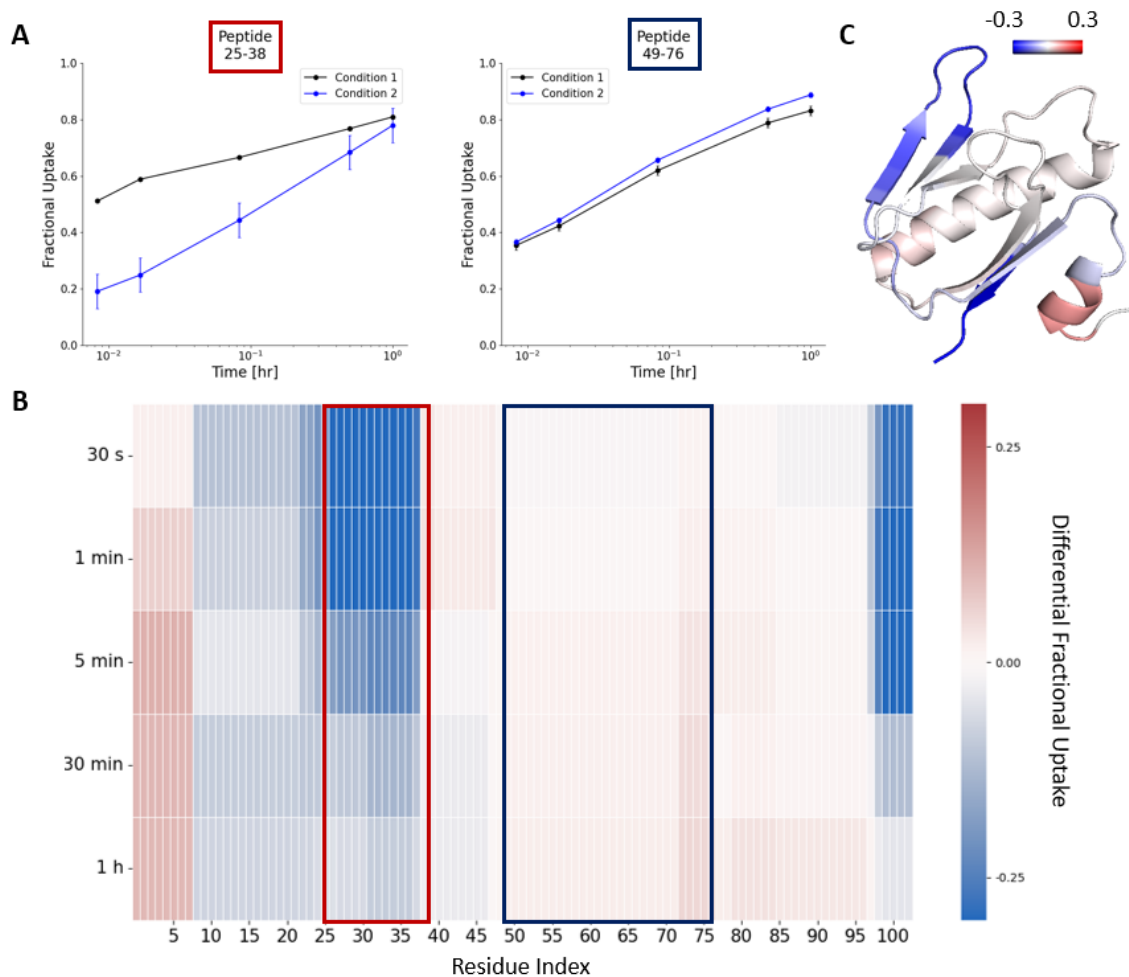 A
Peptide
25-38
Fractional Uptake
1.0
0.8
0.6
0.4
0.2
0.0
Condition 1
Condition 2
10⁻²
10⁻¹
10⁰
Time [hr]
Peptide
49-76
Fractional Uptake
1.0
0.8
0.6
0.4
0.2
0.0
Condition 1
Condition 2
10⁻²
10⁻¹
10⁰
Time [hr]
C
-0.3 0.3
B
30 s
1 min
5 min
30 min
1 h
5 10 15 20 25 30 35 40 45 50 55 60 65 70 75 80 85 90 95 100
Residue Index
0.25
0.00
-0.25
Differential Fractional Uptake